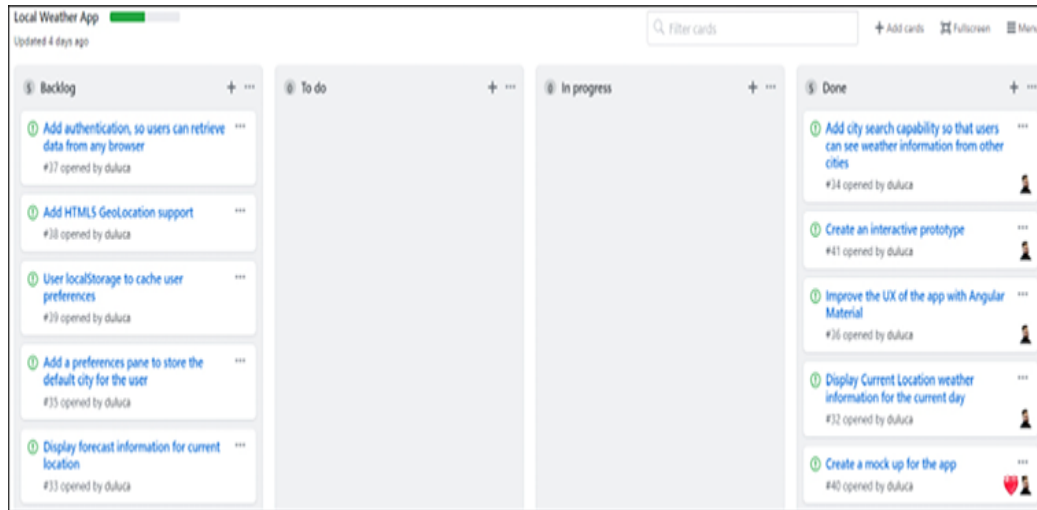 Local Weather App
Updated 4 days ago
Filter cards
Add cards
Fullscreen
Menu
5 Backlog
Add authentication, so users can retrieve
data from any browser
#37 opened by duluca
Add HTML5 GeoLocation support
#38 opened by duluca
User localStorage to cache user
preferences
#39 opened by duluca
Add a preferences pane to store the
default city for the user
#35 opened by duluca
Display forecast information for current
location
#33 opened by duluca
0 To do
0 In progress
5 Done
Add city search capability so that users
can see weather information from other
cities
#34 opened by duluca
Create an interactive prototype
#41 opened by duluca
Improve the UX of the app with Angular
Material
#36 opened by duluca
Display Current Location weather
information for the current day
#32 opened by duluca
Create a mock up for the app
#40 opened by duluca